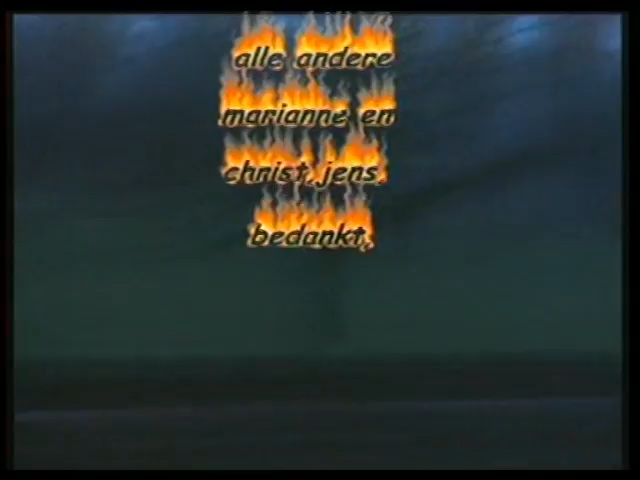 alle andere
marianne en
christ, jens,
bedankt,